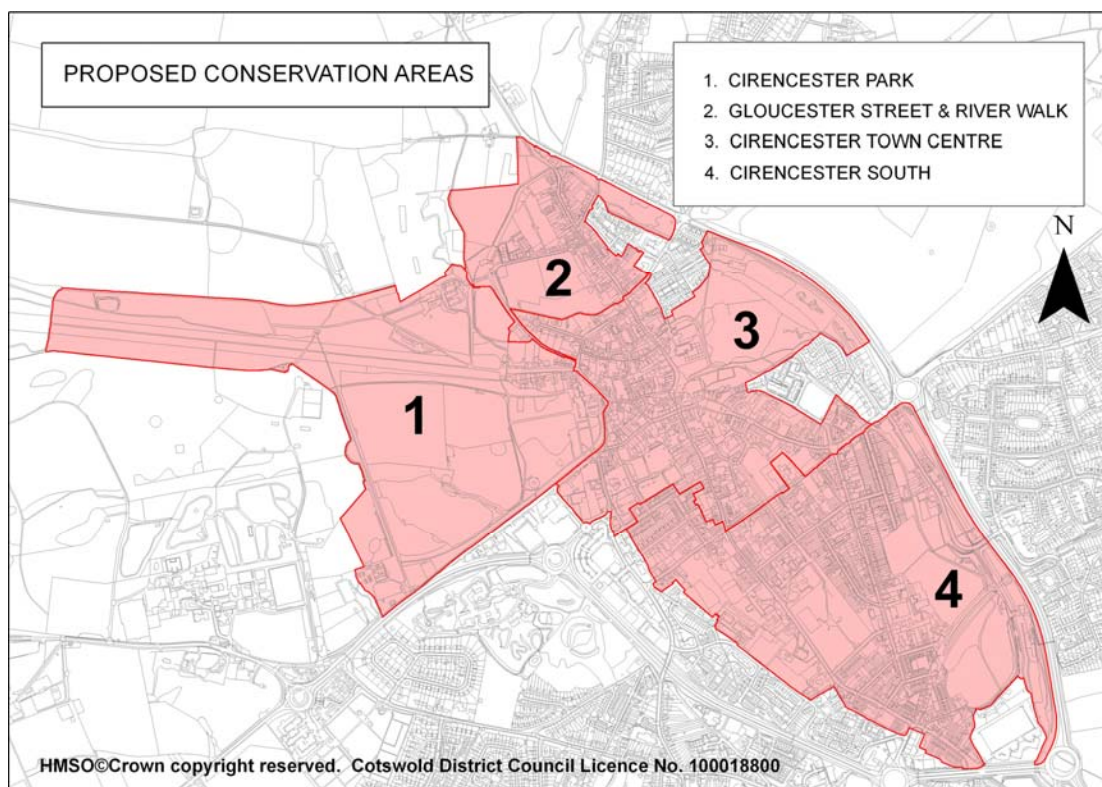 PROPOSED CONSERVATION AREAS
1. CIRENCESTER PARK
2. GLOUCESTER STREET & RIVER WALK
3. CIRENCESTER TOWN CENTRE
4. CIRENCESTER SOUTH
N
2
3
1
4
HMSO©Crown copyright reserved. Cotswold District Council Licence No. 100018800